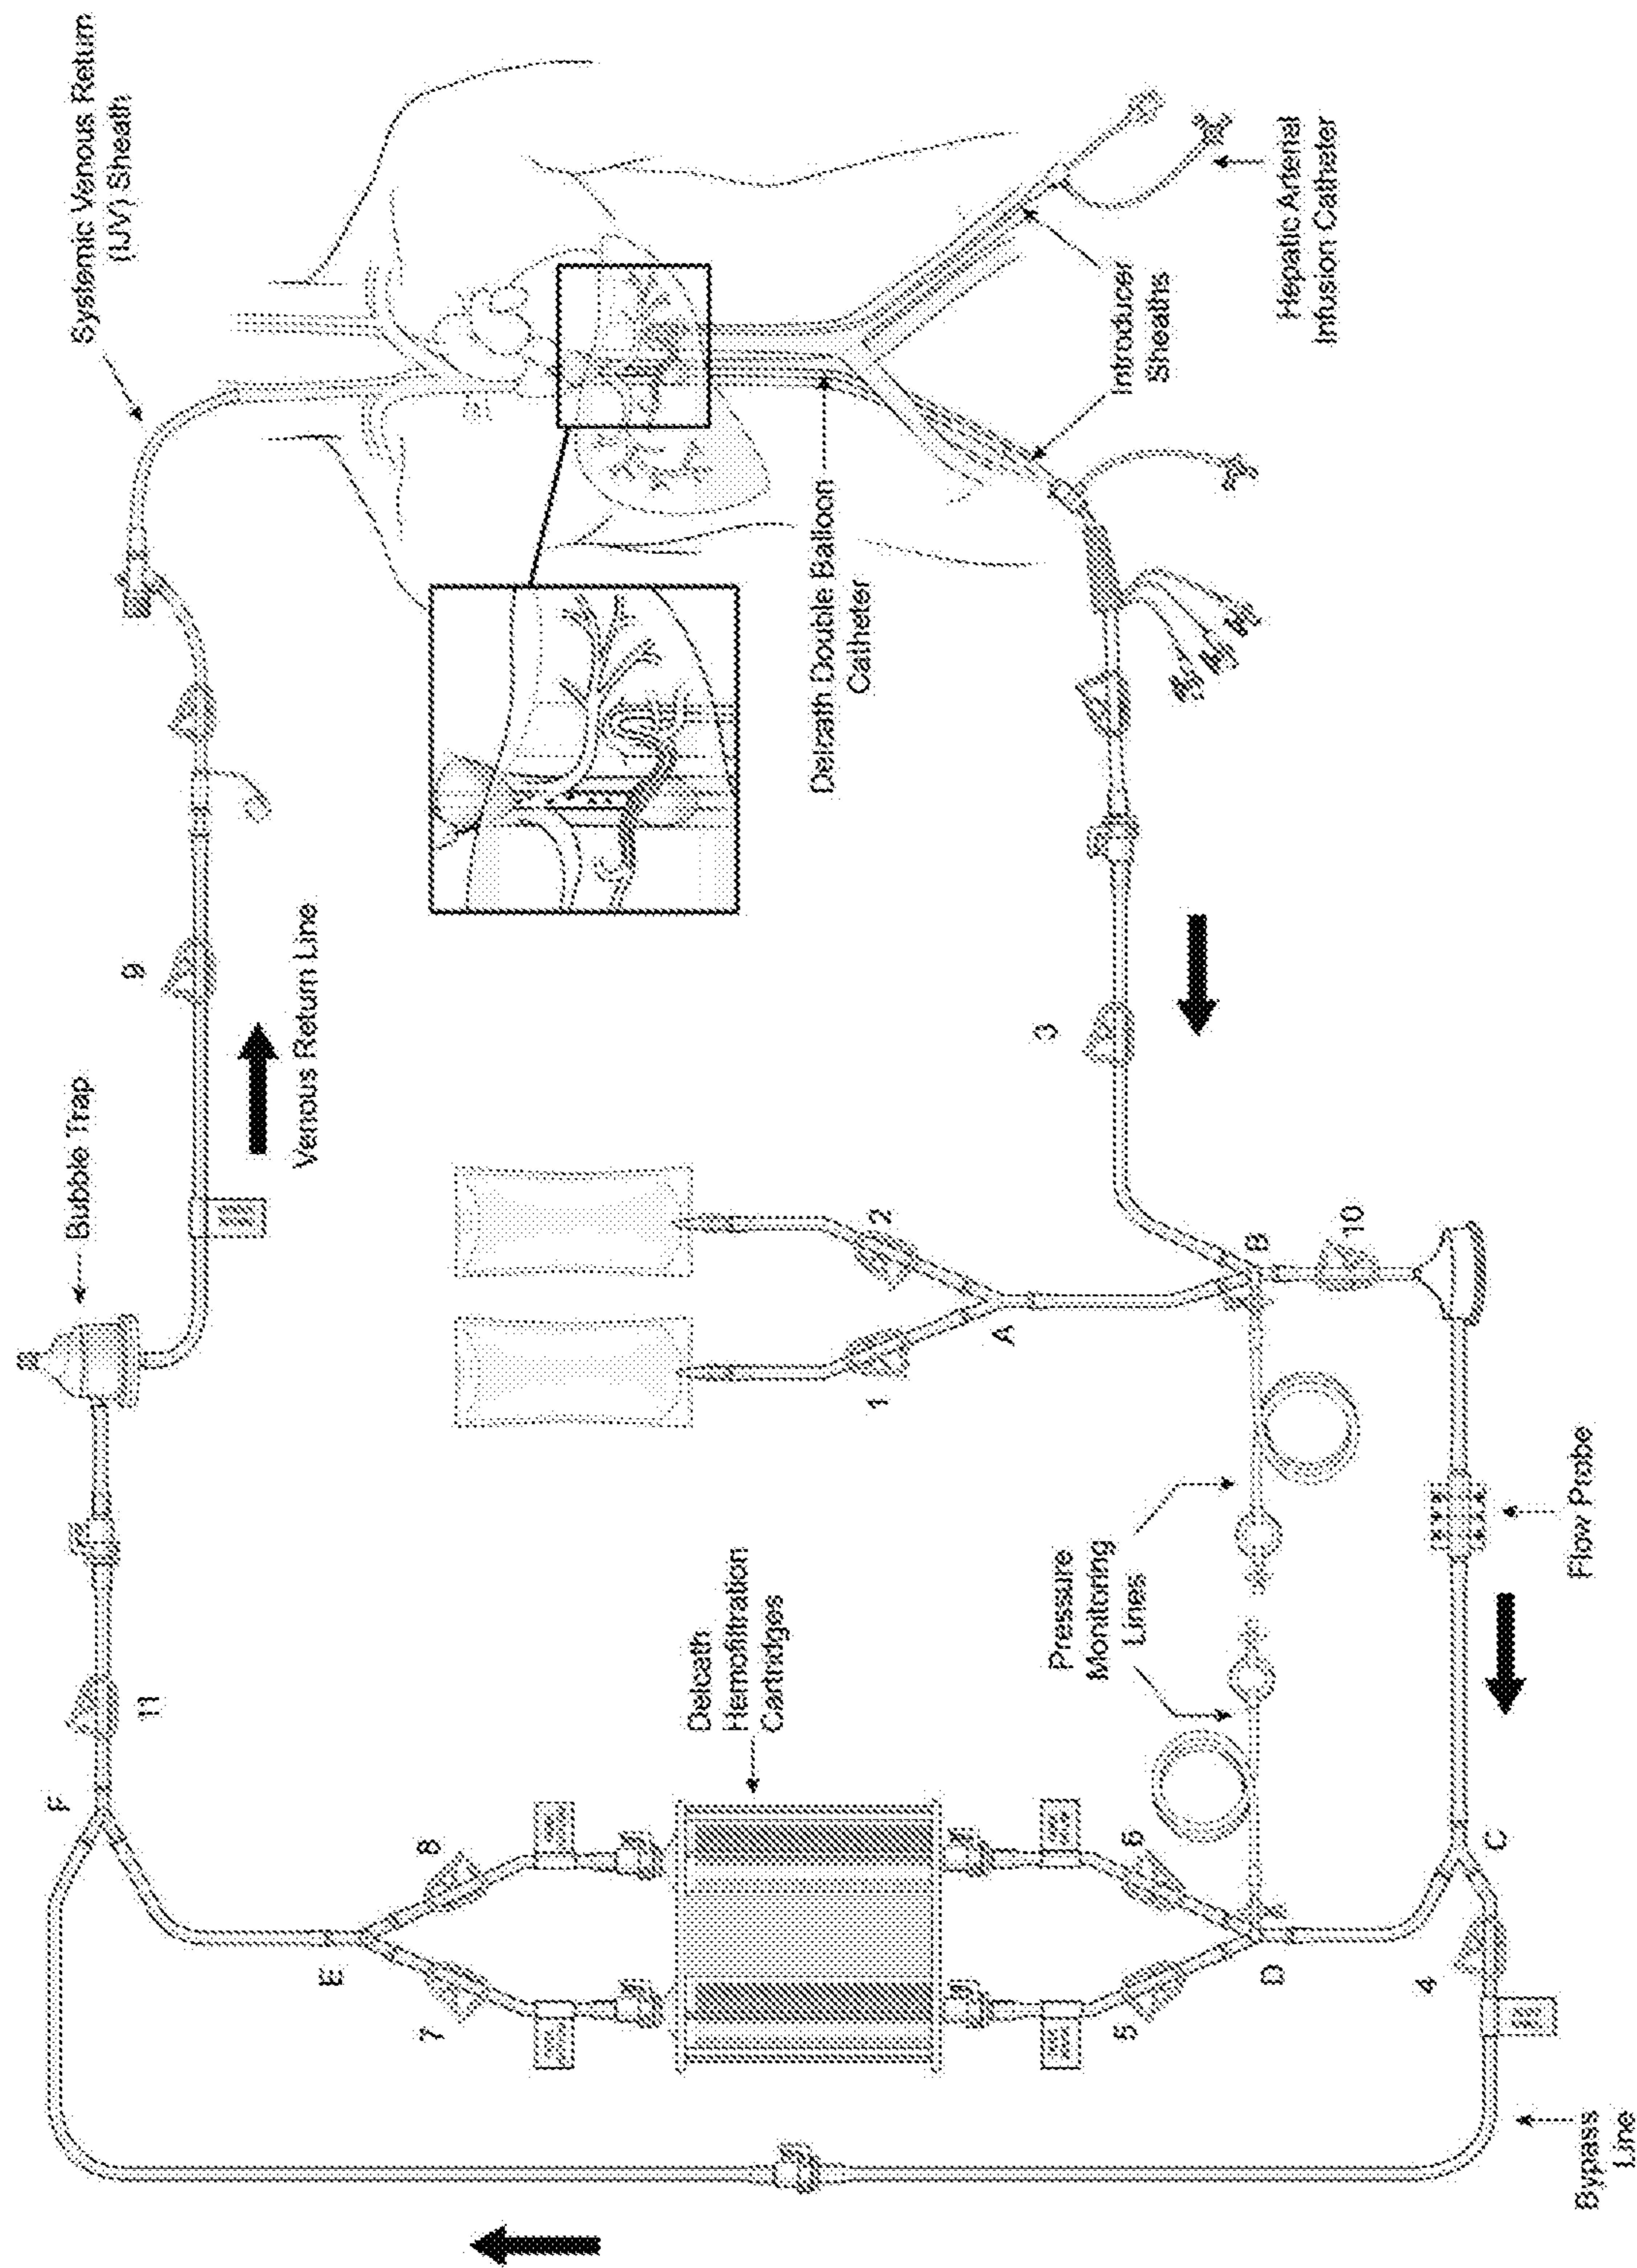 Systemic Venous Return
(IJV) Sheath
Bubble Trap
9
Venous Return Line
F
11
E
8
7
Delcath
Hemofiltration
Cartridges
1
2
A
Delcath Double Balloon
Catheter
Introducer
Sheaths
Hepatic Arterial
Infusion Catheter
3
B
10
Pressure
Monitoring
Lines
6
5
D
C
4
Flow Probe
Bypass
Line